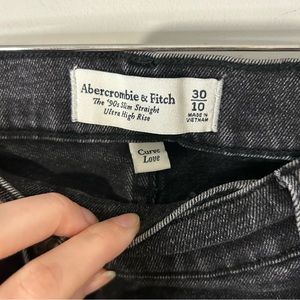 Abercrombie & Fitch
The '90s Slim Straight
Ultra High Rise
30
10
MADE IN
VIETNAM
Curve
Love